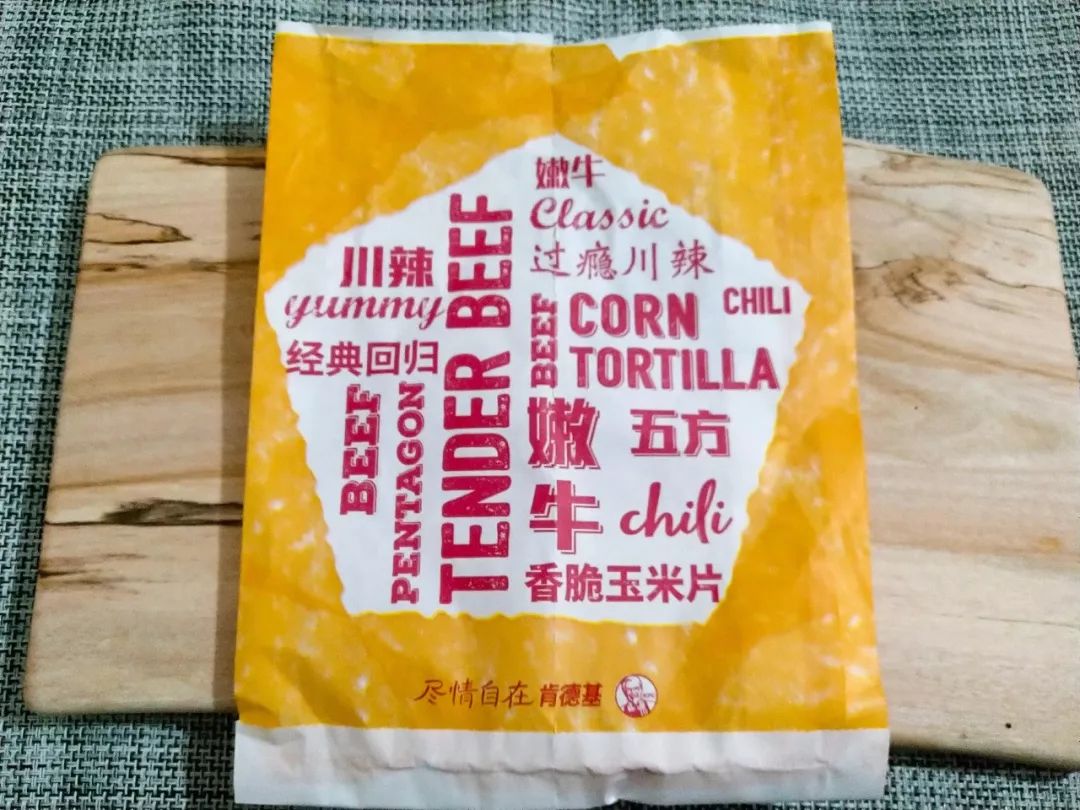 嫩牛
Classic
过瘾川辣
川辣
yummy
经典回归
BEEF
PENTAGON
TENDER BEEF
BEEF
CORN
TORTILLA
CHILI
嫩
牛
五方
chili
香脆玉米片
尽情自在 肯德基